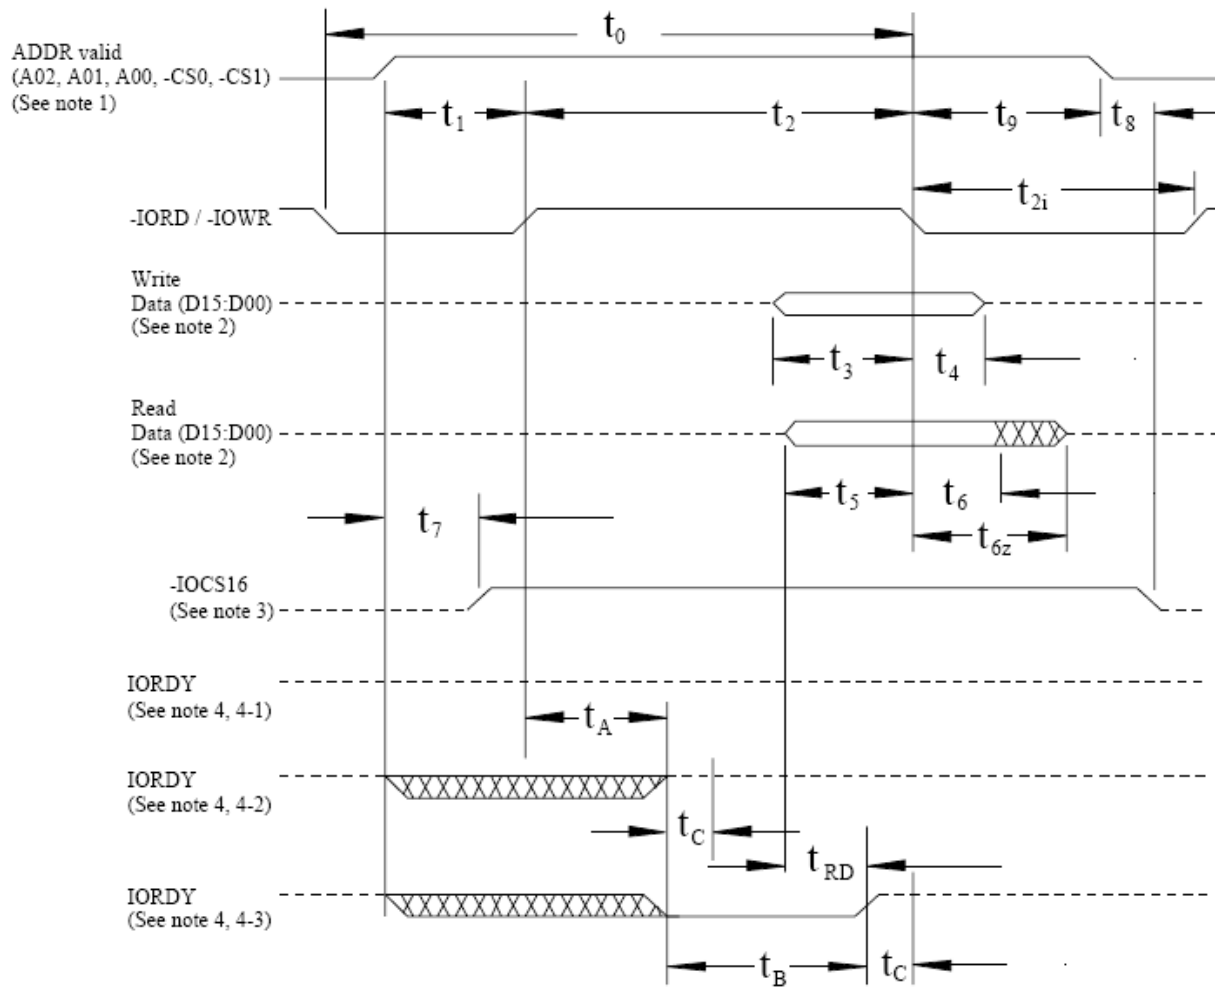 t0
ADDR valid
(A02, A01, A00, -CS0, -CS1)
(See note 1)
t1
t2
t9
t8
t2i
-IORD / -IOWR
Write
Data (D15:D00)
(See note 2)
t3
t4
Read
Data (D15:D00)
(See note 2)
t5
t6
t7
t6z
-IOCS16
(See note 3)
IORDY
(See note 4, 4-1)
tA
IORDY
(See note 4, 4-2)
tC
tRD
IORDY
(See note 4, 4-3)
tB
tC